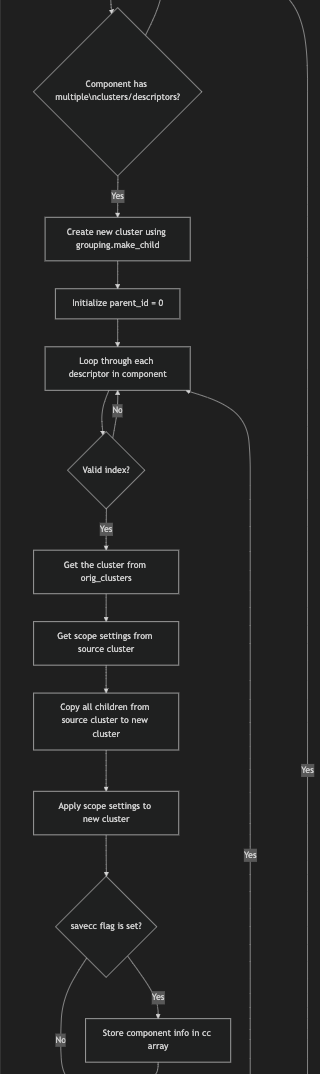 Component has
multiple\nclusters/descriptors?
Yes
Create new cluster using
grouping.make_child
Initialize parent_id = 0
Loop through each
descriptor in component
No
Valid index?
Yes
Get the cluster from
orig_clusters
Get scope settings from
source cluster
Copy all children from
source cluster to new
cluster
Yes
Apply scope settings to
new cluster
Yes
savecc flag is set?
Yes
Store component info in cc
array
No